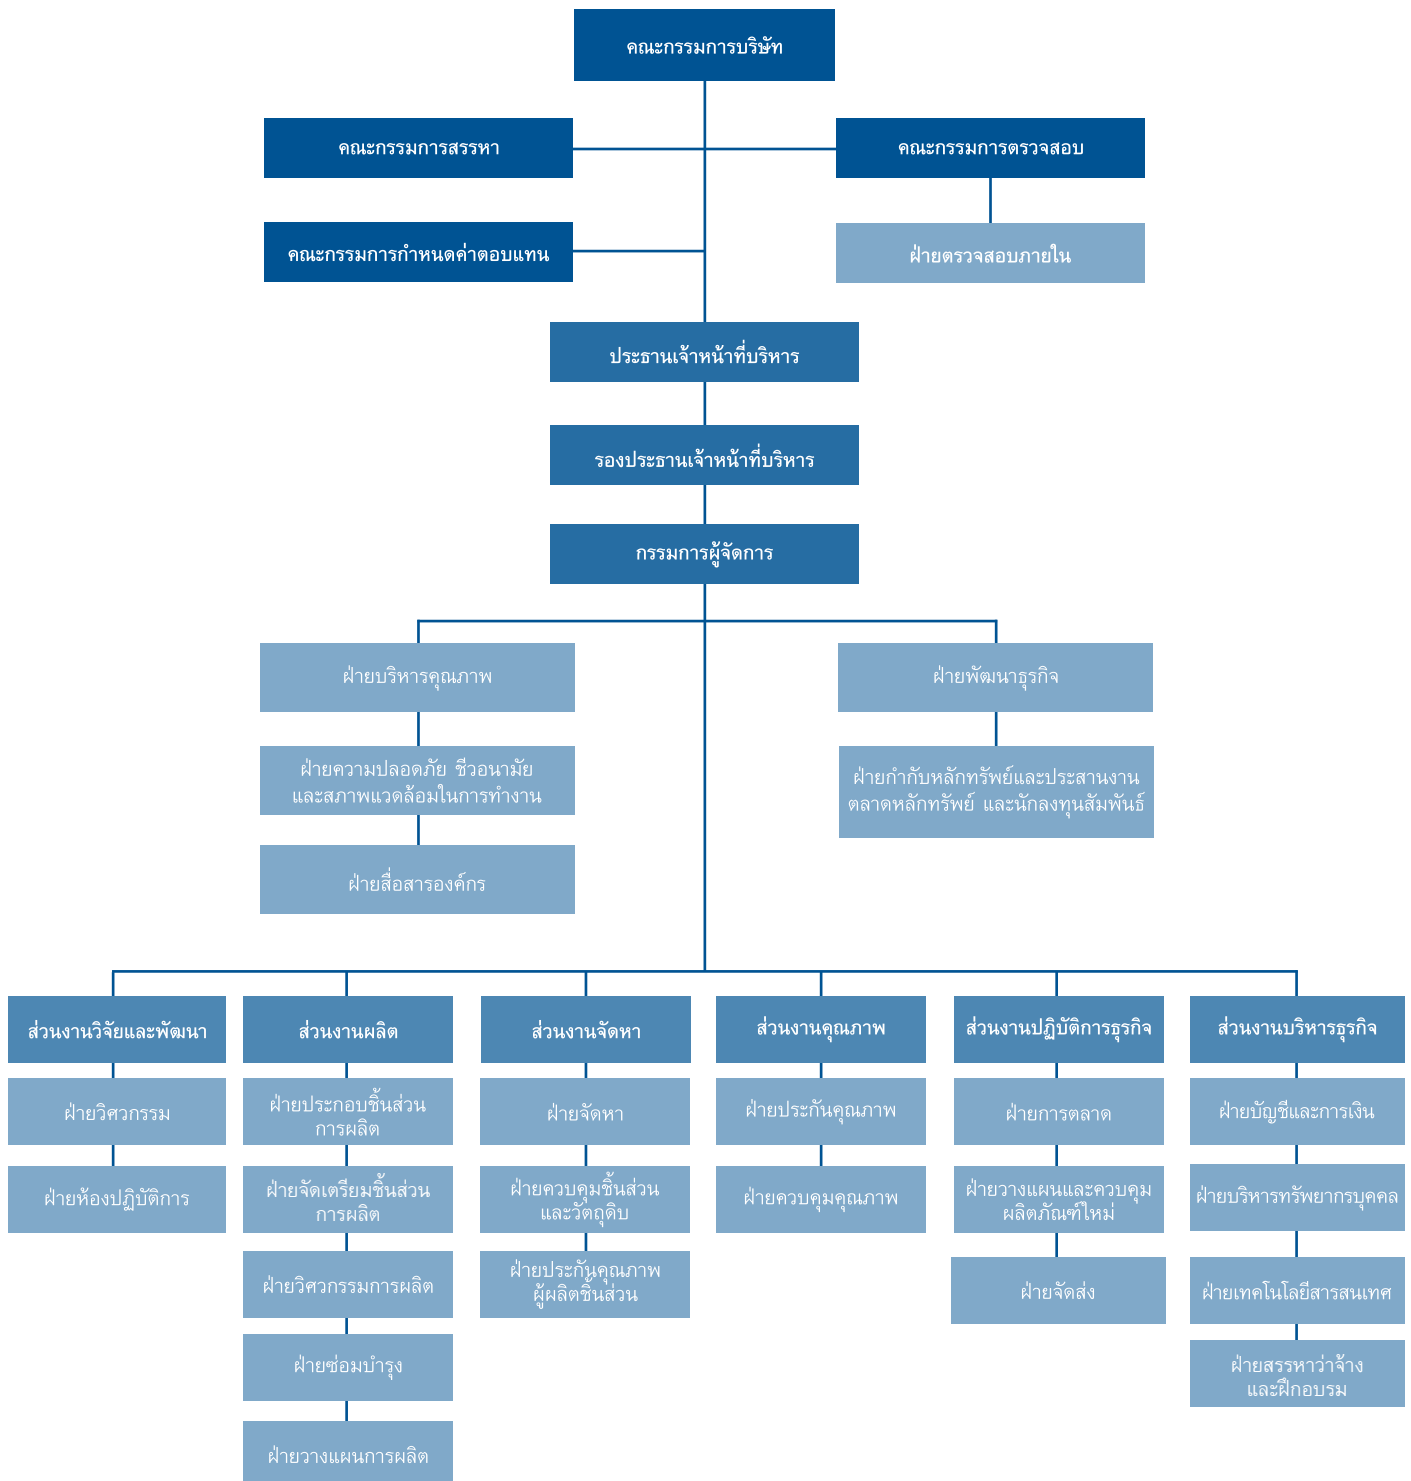 คณะกรรมการบริษัท
คณะกรรมการสรรหา
คณะกรรมการตรวจสอบ
คณะกรรมการกำหนดค่าตอบแทน
ฝ่ายตรวจสอบภายใน
ประธานเจ้าหน้าที่บริหาร
รองประธานเจ้าหน้าที่บริหาร
กรรมการผู้จัดการ
ฝ่ายบริหารคุณภาพ
ฝ่ายพัฒนาธุรกิจ
ฝ่ายความปลอดภัย ชีวอนามัย
และสภาพแวดล้อมในการทำงาน
ฝ่ายกำกับหลักทรัพย์และประสานงาน
ตลาดหลักทรัพย์ และนักลงทุนสัมพันธ์
ฝ่ายสื่อสารองค์กร
ส่วนงานวิจัยและพัฒนา
ส่วนงานผลิต
ส่วนงานจัดหา
ส่วนงานคุณภาพ
ส่วนงานปฏิบัติการธุรกิจ
ส่วนงานบริหารธุรกิจ
ฝ่ายวิศวกรรม
ฝ่ายประกอบชิ้นส่วน
การผลิต
ฝ่ายจัดหา
ฝ่ายประกันคุณภาพ
ฝ่ายการตลาด
ฝ่ายบัญชีและการเงิน
ฝ่ายห้องปฏิบัติการ
ฝ่ายจัดเตรียมชิ้นส่วน
การผลิต
ฝ่ายควบคุมชิ้นส่วน
และวัตถุดิบ
ฝ่ายควบคุมคุณภาพ
ฝ่ายวางแผนและควบคุม
ผลิตภัณฑ์ใหม่
ฝ่ายบริหารทรัพยากรบุคคล
ฝ่ายวิศวกรรมการผลิต
ฝ่ายประกันคุณภาพ
ผู้ผลิตชิ้นส่วน
ฝ่ายจัดส่ง
ฝ่ายเทคโนโลยีสารสนเทศ
ฝ่ายซ่อมบำรุง
ฝ่ายสรรหาว่าจ้าง
และฝึกอบรม
ฝ่ายวางแผนการผลิต